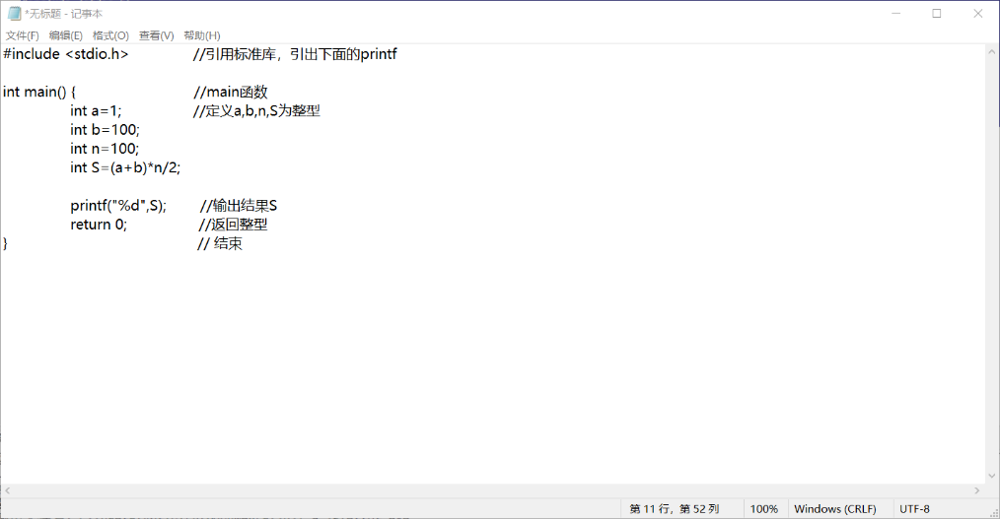 *无标题 - 记事本
文件(F) 编辑(E) 格式(O) 查看(V) 帮助(H)
#include <stdio.h> //引用标准库，引出下面的printf
int main() { //main函数
int a=1; //定义a,b,n,S为整型
int b=100;
int n=100;
int S=(a+b)*n/2;
printf("%d",S); //输出结果S
return 0; //返回整型
} // 结束
第 11 行，第 52 列 100% Windows (CRLF) UTF-8